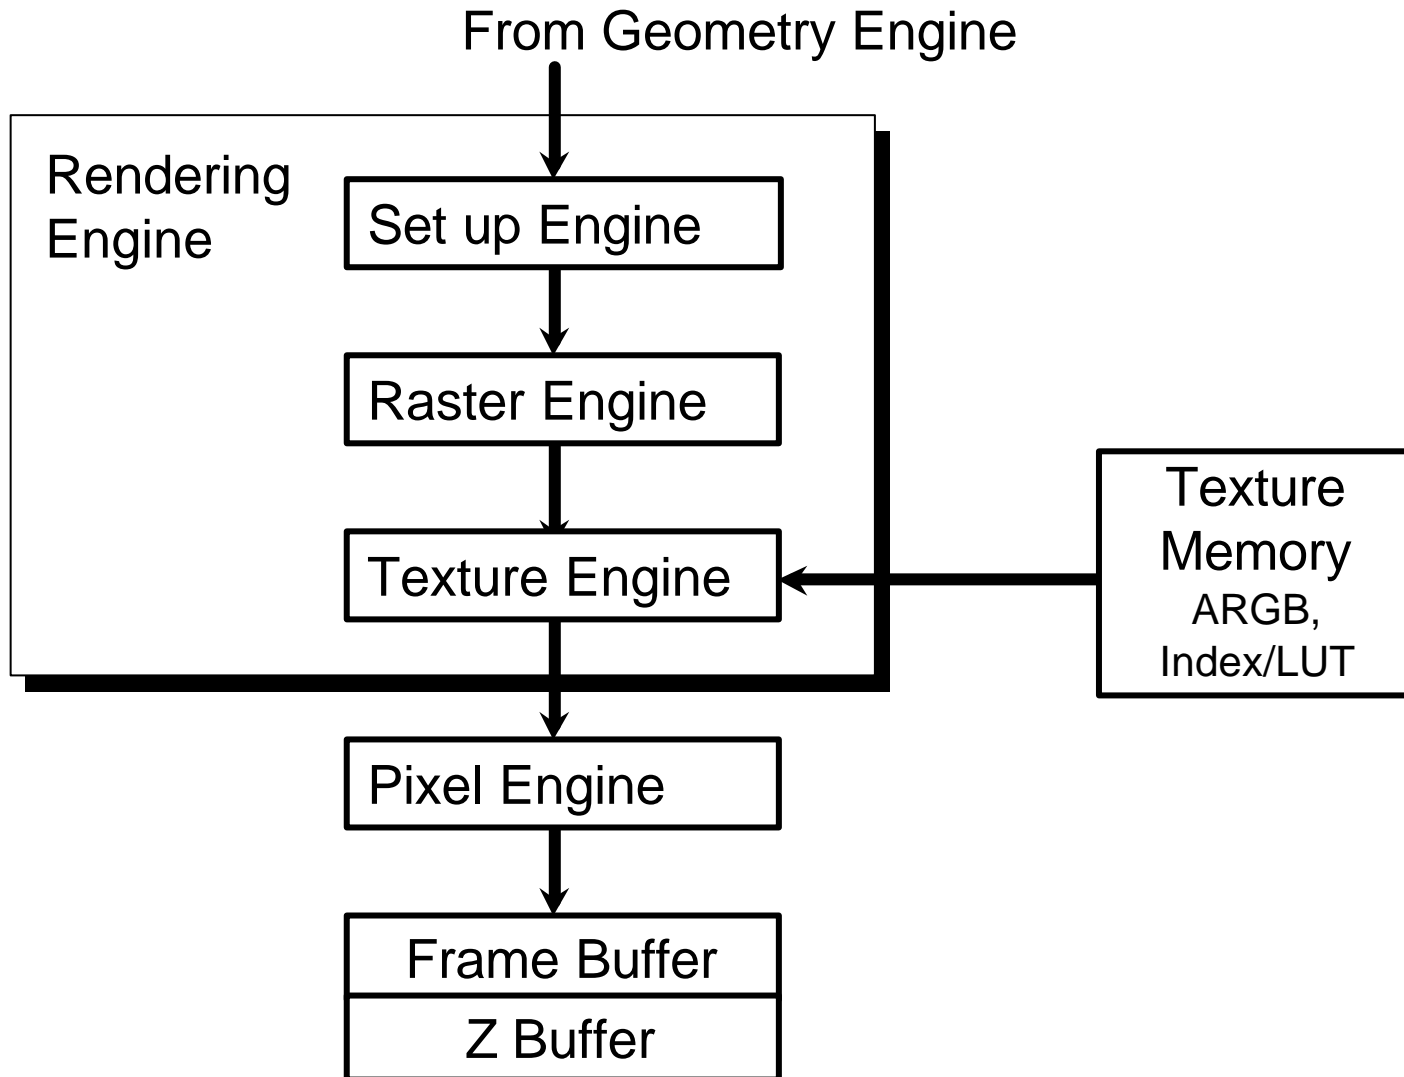 From Geometry Engine
Rendering
Engine
Set up Engine
Raster Engine
Texture Engine
Texture
Memory
ARGB,
Index/LUT
Pixel Engine
Frame Buffer
Z Buffer